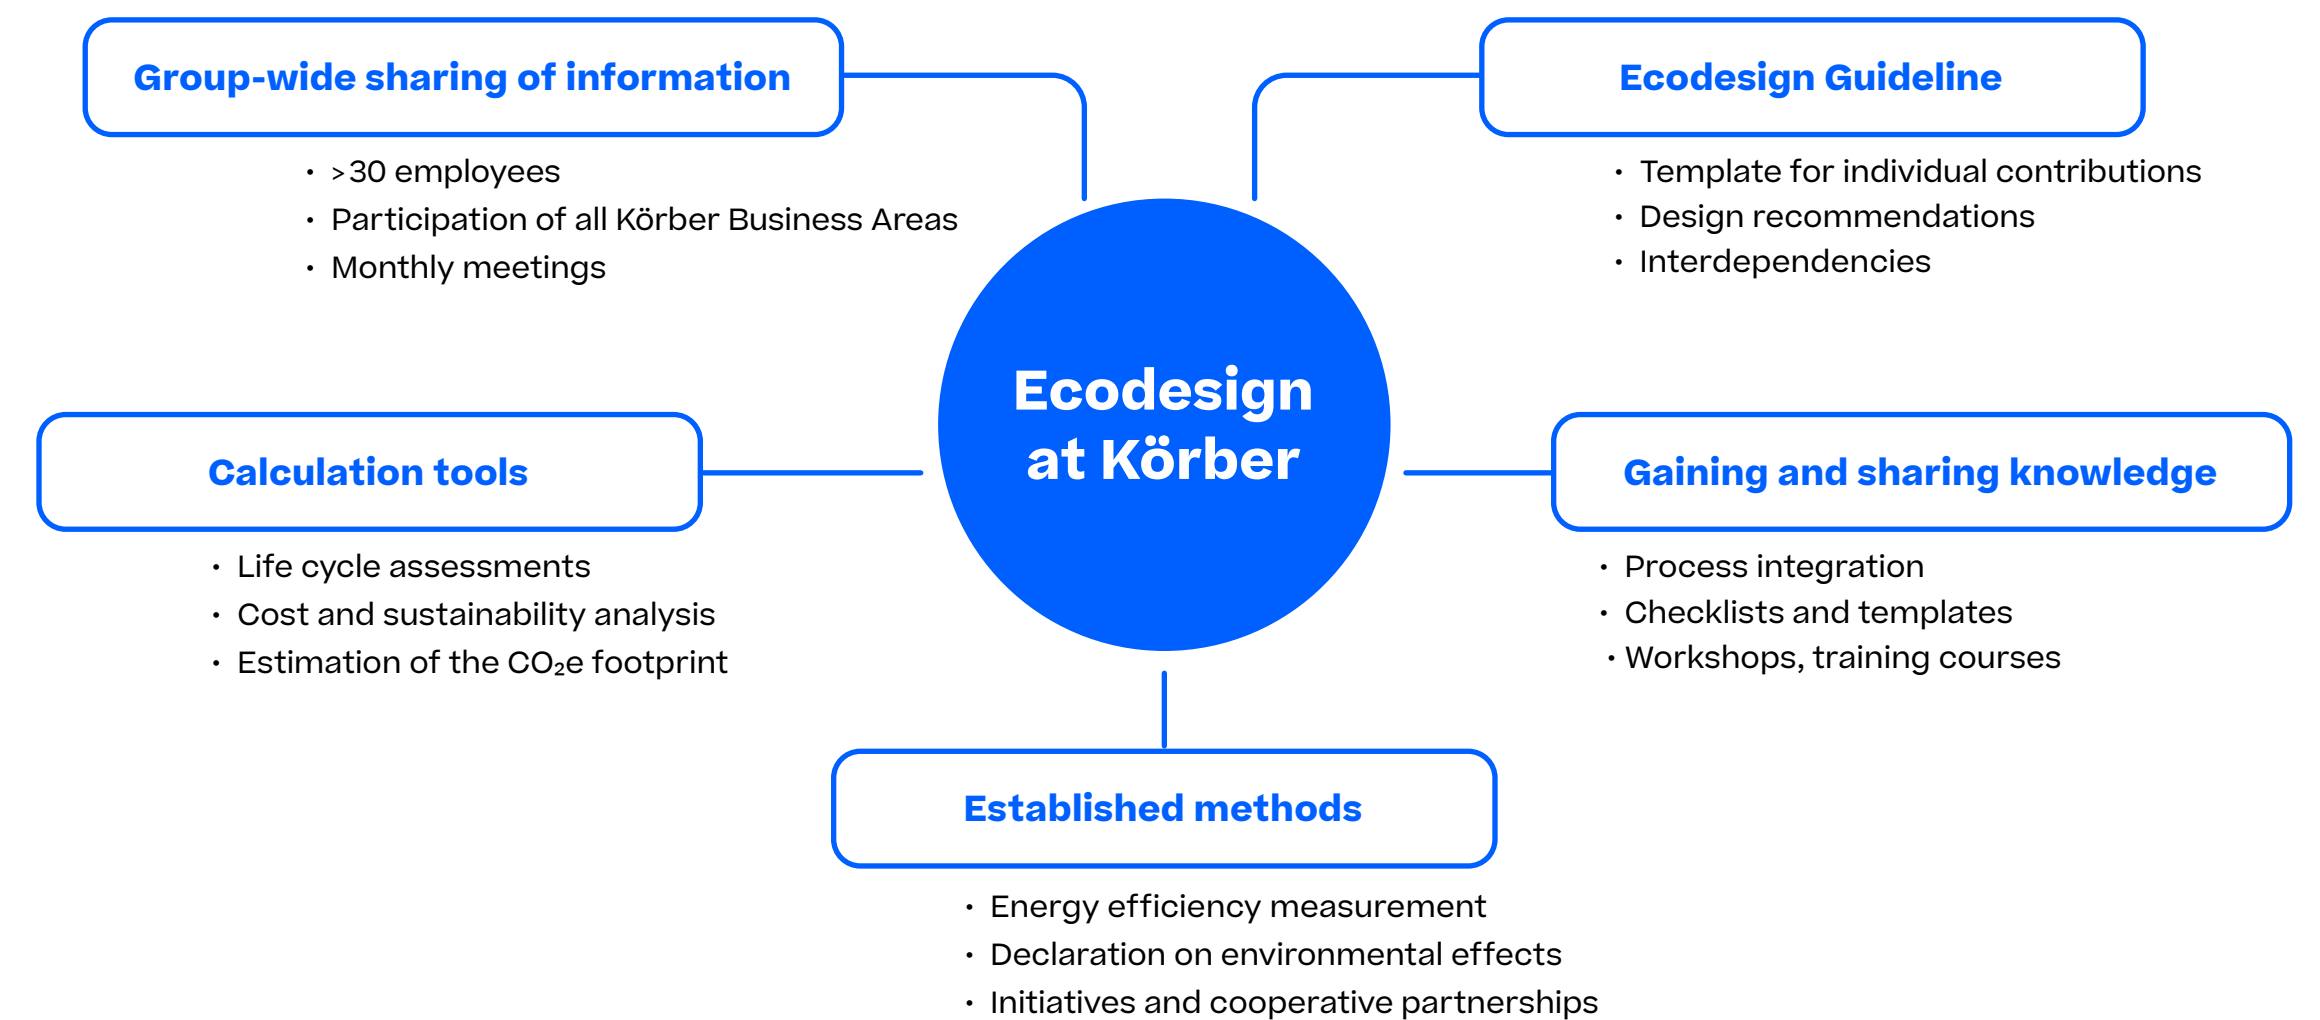 Group-wide sharing of information
• >30 employees
• Participation of all Körber Business Areas
• Monthly meetings
Ecodesign Guideline
• Template for individual contributions
• Design recommendations
• Interdependencies
Ecodesign
at Körber
Calculation tools
• Life cycle assessments
• Cost and sustainability analysis
• Estimation of the CO₂e footprint
Gaining and sharing knowledge
• Process integration
• Checklists and templates
• Workshops, training courses
Established methods
• Energy efficiency measurement
• Declaration on environmental effects
• Initiatives and cooperative partnerships